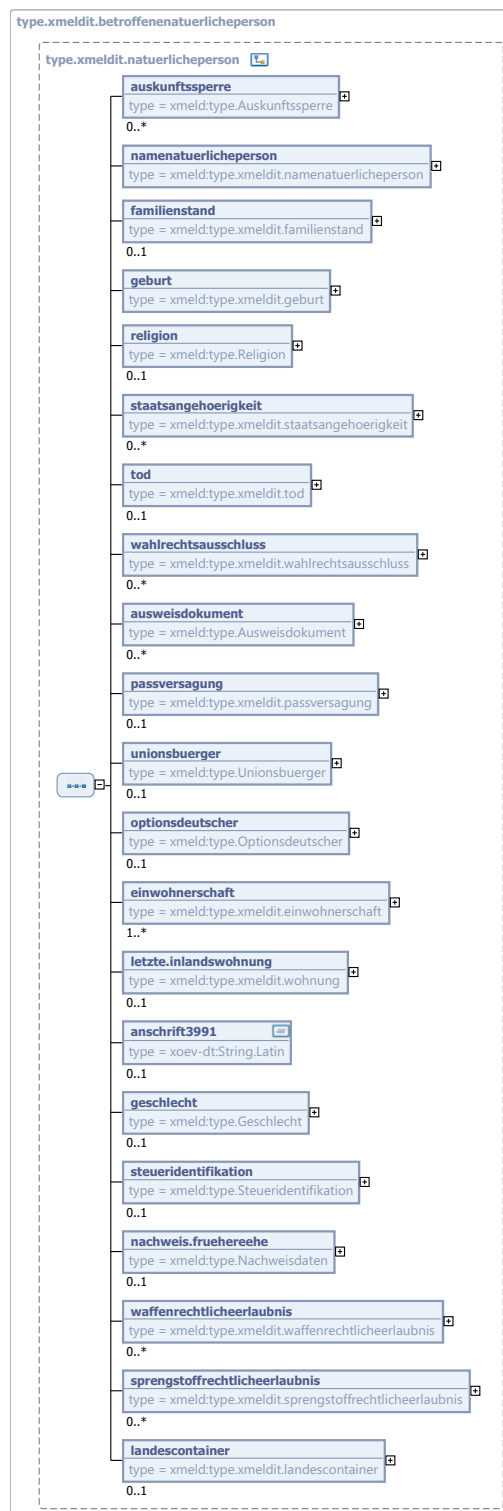 type.xmeldit.betroffenenatuerlicheperson
type.xmeldit.natuerlicheperson
auskunftssperre
type = xmeld:type.Auskunftssperre
0..*
namenatuerlicheperson
type = xmeld:type.xmeldit.namenatuerlicheperson
familienstand
type = xmeld:type.xmeldit.familienstand
0..1
geburt
type = xmeld:type.xmeldit.geburt
religion
type = xmeld:type.Religion
0..1
staatsangehoerigkeit
type = xmeld:type.xmeldit.staatsangehoerigkeit
0..*
tod
type = xmeld:type.xmeldit.tod
0..1
wahlrechtsausschluss
type = xmeld:type.xmeldit.wahlrechtsausschluss
0..*
ausweisdokument
type = xmeld:type.Ausweisdokument
0..*
passversagung
type = xmeld:type.xmeldit.passversagung
0..1
unionsbuerger
type = xmeld:type.Unionsbuerger
0..1
optionsdeutscher
type = xmeld:type.Optionsdeutscher
0..1
einwohnerschaft
type = xmeld:type.xmeldit.einwohnerschaft
1..*
letzte.inlandswohnung
type = xmeld:type.xmeldit.wohnung
0..1
anschrift3991
type = xoev-dt:String.Latin
0..1
geschlecht
type = xmeld:type.Geschlecht
0..1
steueridentifikation
type = xmeld:type.Steueridentifikation
0..1
nachweis.fruehereehe
type = xmeld:type.Nachweisdaten
0..1
waffenrechtlicheerlaubnis
type = xmeld:type.xmeldit.waffenrechtlicheerlaubnis
0..*
sprengstoffrechtlicheerlaubnis
type = xmeld:type.xmeldit.sprengstoffrechtlicheerlaubnis
0..*
landescontainer
type = xmeld:type.xmeldit.landescontainer
0..1